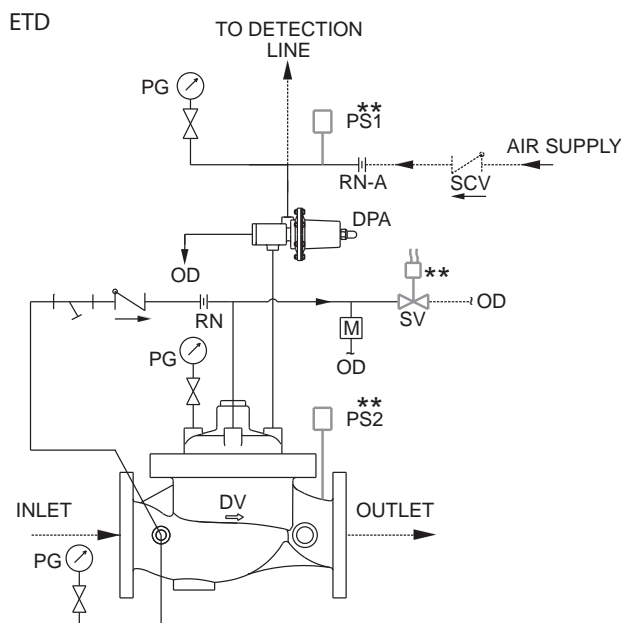 ETD
TO DETECTION
LINE
PG
**
PS1
AIR SUPPLY
RN-A
SCV
DPA
OD
**
~OD
RN
SV
M
PG
~
OD
**
PS2
INLET
DV
OUTLET
PG